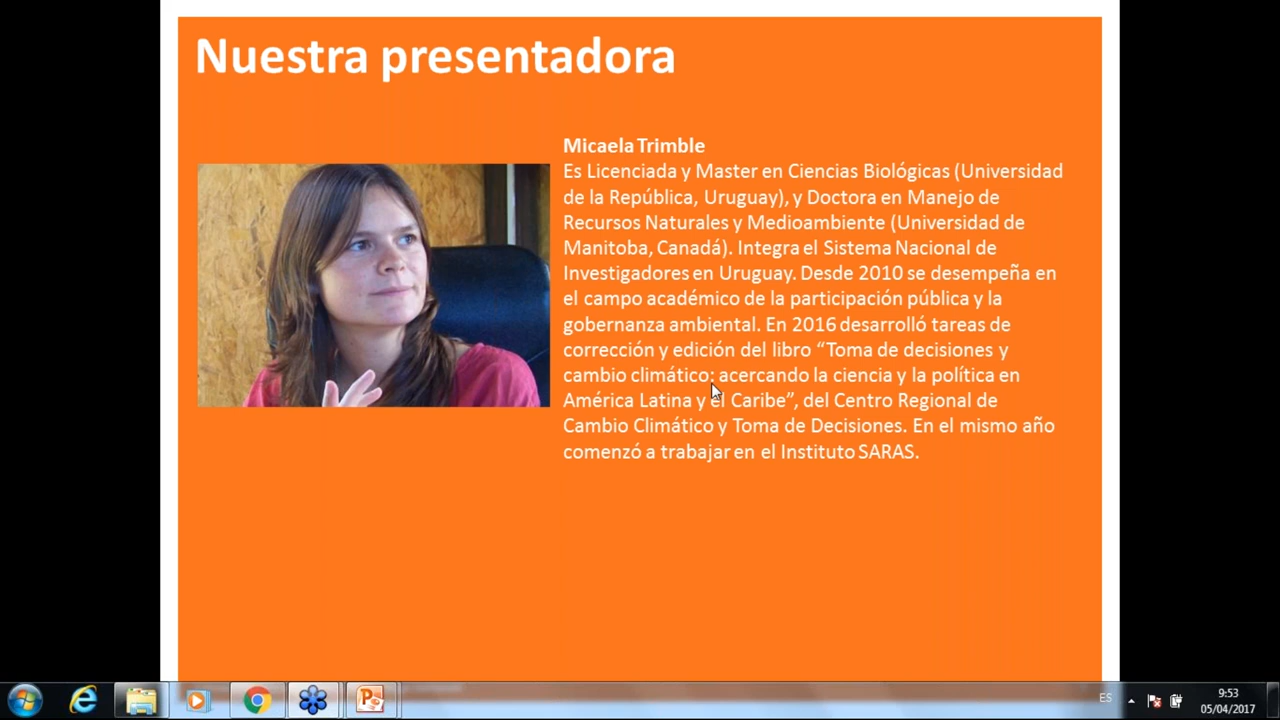 Nuestra presentadora
Micaela Trimble
Es Licenciada y Master en Ciencias Biológicas (Universidad
de la República, Uruguay), y Doctora en Manejo de
Recursos Naturales y Medioambiente (Universidad de
Manitoba, Canadá). Integra el Sistema Nacional de
Investigadores en Uruguay. Desde 2010 se desempeña en
el campo académico de la participación pública y la
gobernanza ambiental. En 2016 desarrolló tareas de
corrección y edición del libro “Toma de decisiones y
cambio climático: acercando la ciencia y la política en
América Latina y el Caribe”, del Centro Regional de
Cambio Climático y Toma de Decisiones. En el mismo año
comenzó a trabajar en el Instituto SARAS.
ES
9:53
05/04/2017